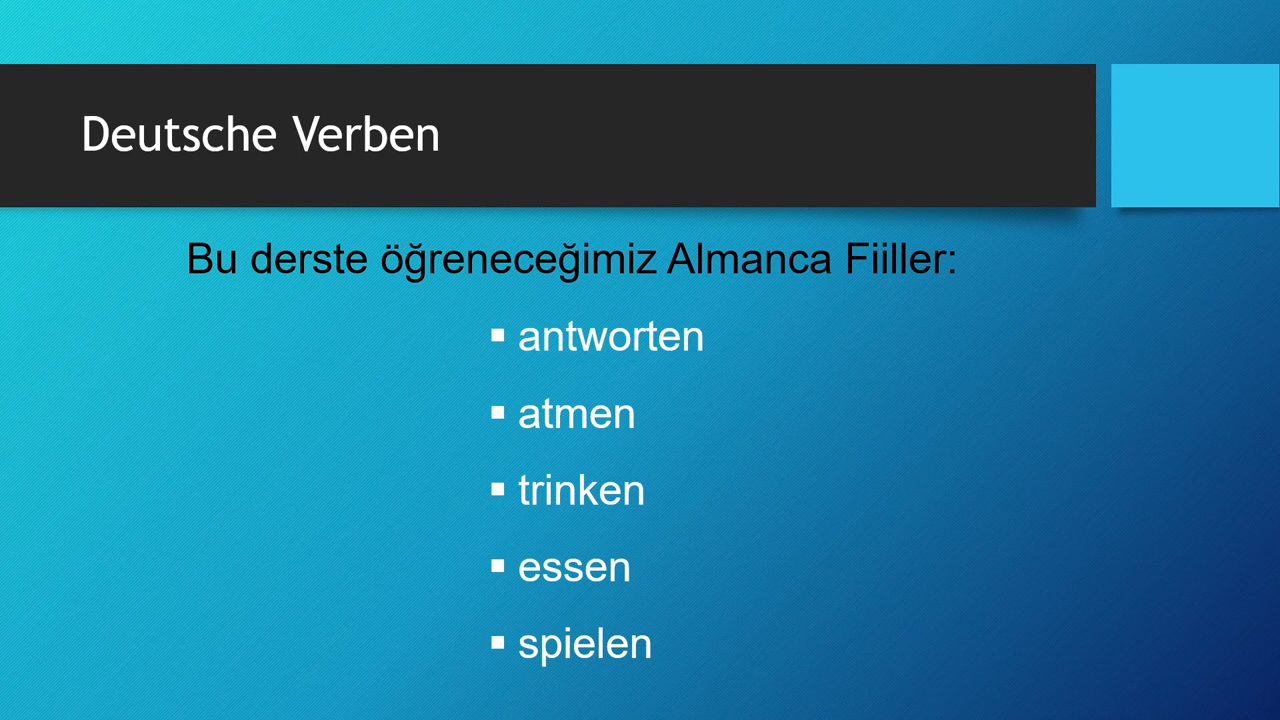 Deutsche Verben
Bu derste öğreneceğimiz Almanca Fiiller:
▪ antworten
▪ atmen
▪ trinken
▪ essen
▪ spielen